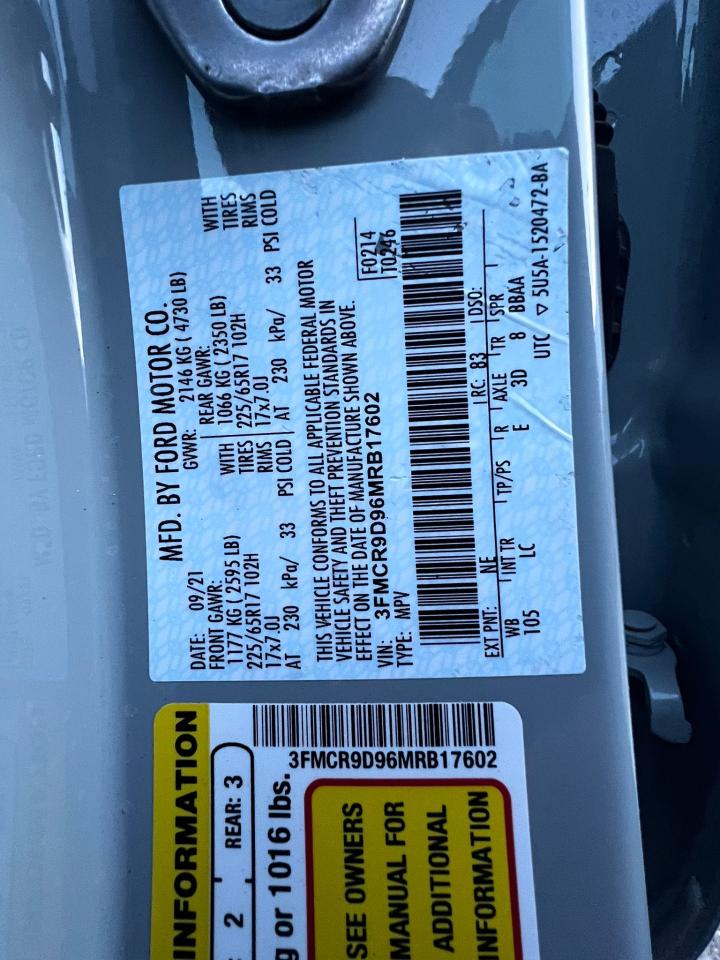 MFD. BY FORD MOTOR CO.
DATE: 09/21 GVWR: 2146 KG ( 4730 LB)
FRONT GAWR: REAR GAWR:
1177 KG ( 2595 LB) WITH 1066 KG ( 2350 LB) WITH
225/65R17 102H TIRES 225/65R17 102H TIRES
17x7.0J RIMS 17x7.0J RIMS
AT 230 kPa/ 33 PSI COLD AT 230 kPa/ 33 PSI COLD
THIS VEHICLE CONFORMS TO ALL APPLICABLE FEDERAL MOTOR
VEHICLE SAFETY AND THEFT PREVENTION STANDARDS IN
EFFECT ON THE DATE OF MANUFACTURE SHOWN ABOVE.
VIN: 3FMCR9D96MRB17602 F0214
TYPE: MPV T0246
EXT PNT: NE RC: 83 DSO:
WB INT TR TP/PS R AXLE TR SPR
105 LC E 3D 8 BBAA
UTC ▽ 5U5A-1520472-BA
INFORMATION
2 REAR: 3
g or 1016 lbs.
3FMCR9D96MRB17602
SEE OWNERS
MANUAL FOR
ADDITIONAL
INFORMATION